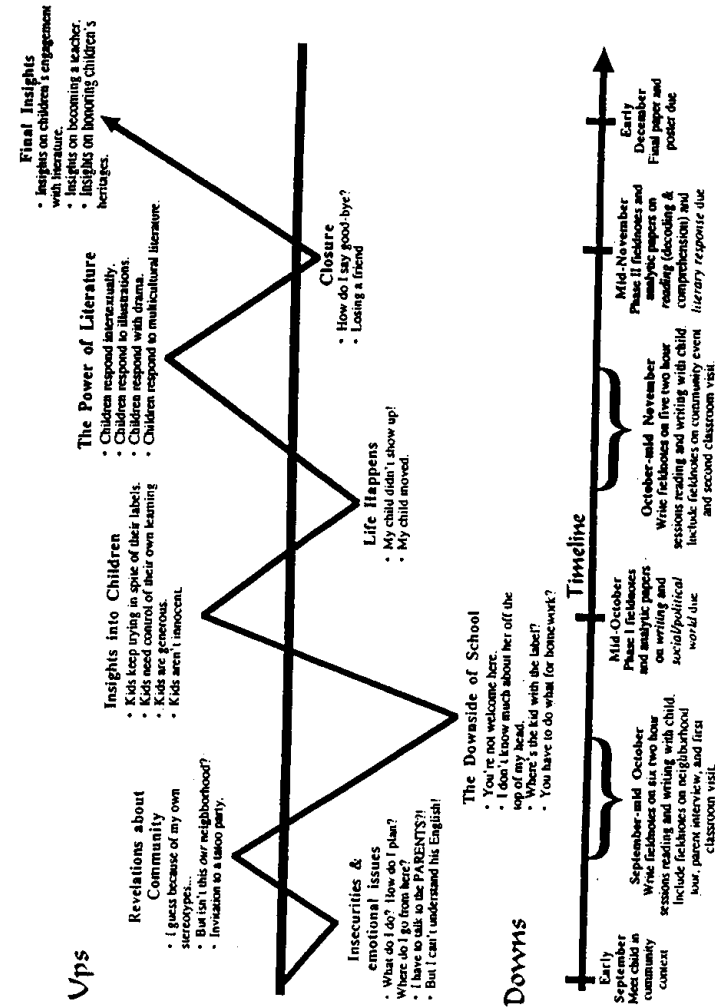 Ups
Revelations about
Community
• I guess because of my own
stereotypes...
• But isn't this our neighborhood?
• Invitation to a tatoo party.
Insights into Children
• Kids keep trying in spite of their labels.
• Kids need control of their own learning
• Kids are generous.
• Kids aren't innocent.
The Power of Literature
• Children respond intertextually.
• Children respond to illustrations.
• Children respond with drama.
• Children respond to multicultural literature.
Final Insights
• Insights on children's engagement
with literature.
• Insights on becoming a teacher.
• Insights on honoring children's
heritages.
Insecurities &
emotional issues
• What do I do? How do I plan?
Where do I go from here?
• I have to talk to the PARENTS?!
• But I can't understand his English!
The Downside of School
• You're not welcome here.
• I don't know much about her off the
top of my head.
• Where's the kid with the label?
• You have to do what for homework?
Life Happens
• My child didn't show up!
• My child moved.
Closure
• How do I say good-bye?
• Losing a friend
Downs
Timeline
Early
September
Meet child in
community
context
September-mid October
Write fieldnotes on six two hour
sessions reading and writing with child.
Include fieldnotes on neighborhood
tour, parent interview, and first
classroom visit.
Mid-October
Phase I fieldnotes
and analytic papers
on writing and
social/political
world due
October-mid November
Write fieldnotes on five two hour
sessions reading and writing with child.
Include fieldnotes on community event
and second classroom visit.
Mid-November
Phase II fieldnotes and
analytic papers on
reading (decoding &
comprehension) and
literary response due
Early
December
Final paper and
poster due